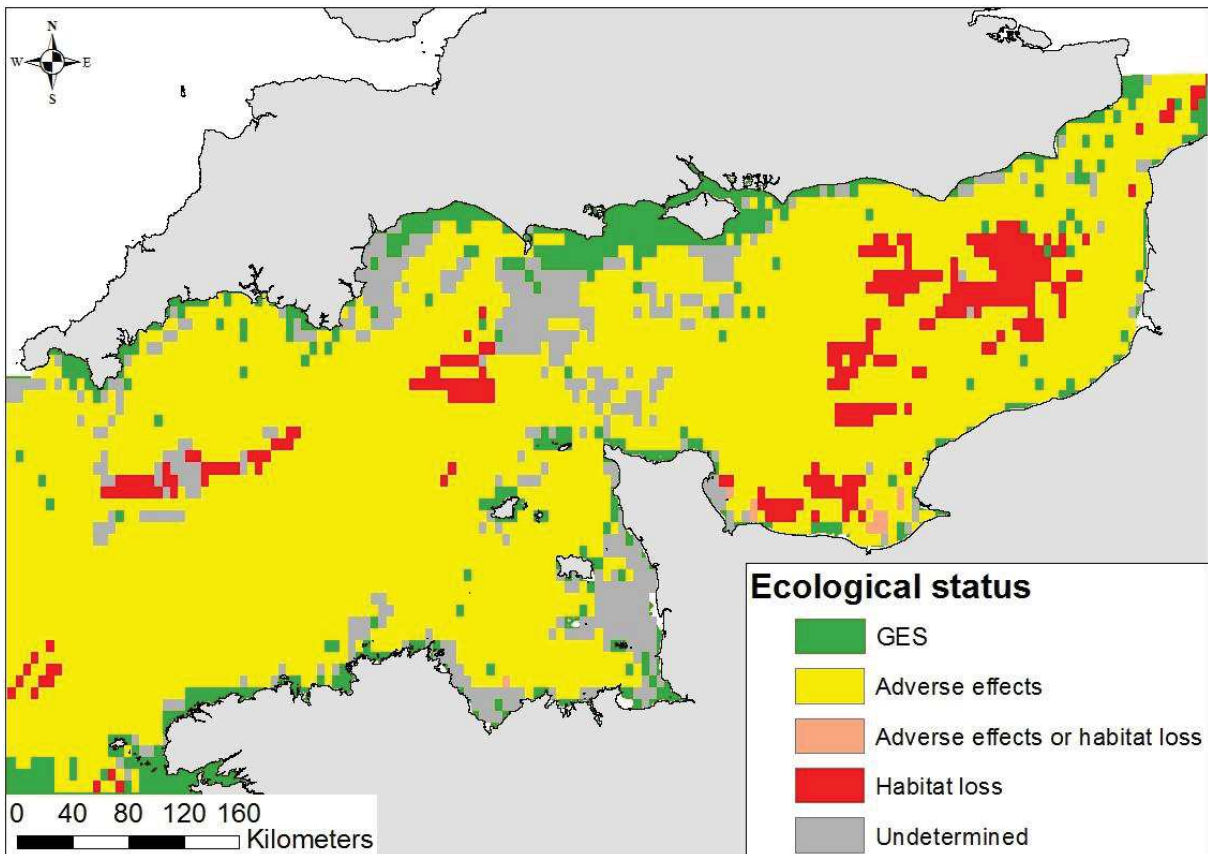 N
W E
S
Ecological status
GES
Adverse effects
Adverse effects or habitat loss
Habitat loss
Undetermined
0 40 80 120 160
Kilometers